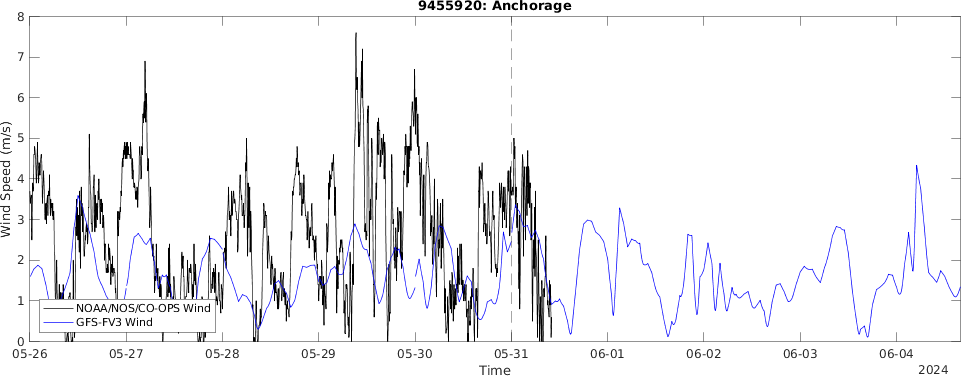 9455920: Anchorage
8
7
6
5
4
3
2
1
0
Wind Speed (m/s)
NOAA/NOS/CO-OPS Wind
GFS-FV3 Wind
05-26 05-27 05-28 05-29 05-30 05-31 06-01 06-02 06-03 06-04
Time
2024